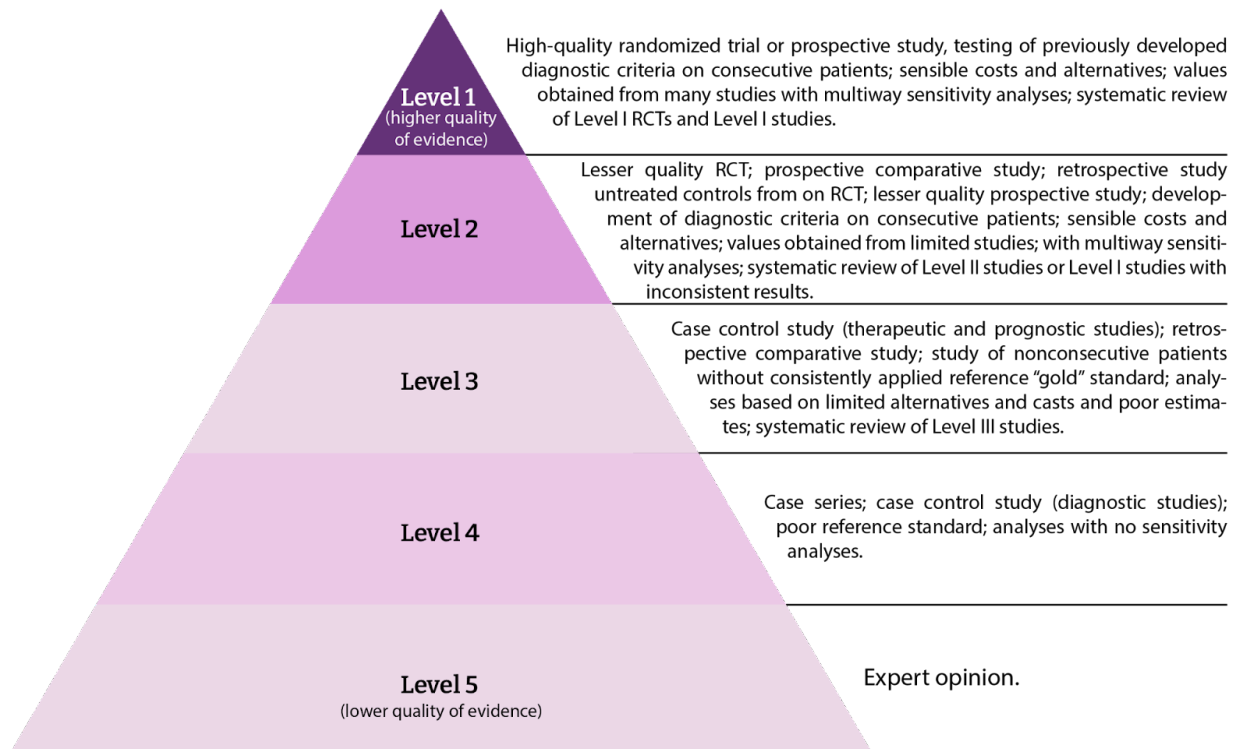 Level 1
(higher quality
of evidence)
High-quality randomized trial or prospective study, testing of previously developed
diagnostic criteria on consecutive patients; sensible costs and alternatives; values
obtained from many studies with multiway sensitivity analyses; systematic review
of Level I RCTs and Level I studies.
Level 2
Lesser quality RCT; prospective comparative study; retrospective study
untreated controls from on RCT; lesser quality prospective study; develop-
ment of diagnostic criteria on consecutive patients; sensible costs and
alternatives; values obtained from limited studies; with multiway sensiti-
vity analyses; systematic review of Level II studies or Level I studies with
inconsistent results.
Level 3
Case control study (therapeutic and prognostic studies); retros-
pective comparative study; study of nonconsecutive patients
without consistently applied reference “gold” standard; analy-
ses based on limited alternatives and casts and poor estima-
tes; systematic review of Level III studies.
Level 4
Case series; case control study (diagnostic studies);
poor reference standard; analyses with no sensitivity
analyses.
Level 5
(lower quality of evidence)
Expert opinion.